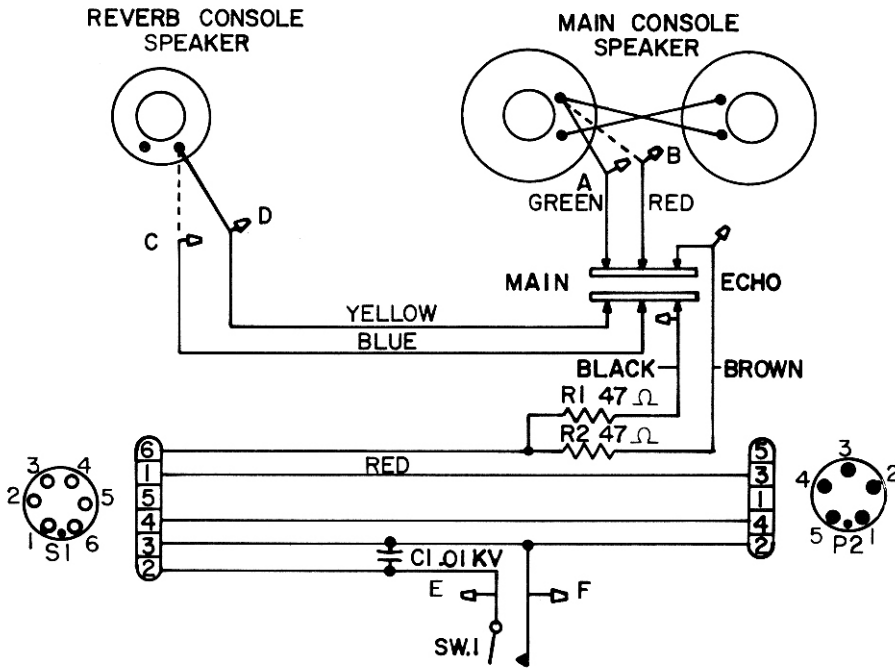 REVERB CONSOLE
SPEAKER
MAIN CONSOLE
SPEAKER
B
A
GREEN
RED
D
C
MAIN
ECHO
YELLOW
BLUE
BLACK
BROWN
R1 47 Ω
R2 47 Ω
6
5
RED
1
3
5
1
4
4
3
2
2
C1 .01 KV
3
4
2
5
1
6
S1
3
4
2
5
1
P2
E
F
SW.1